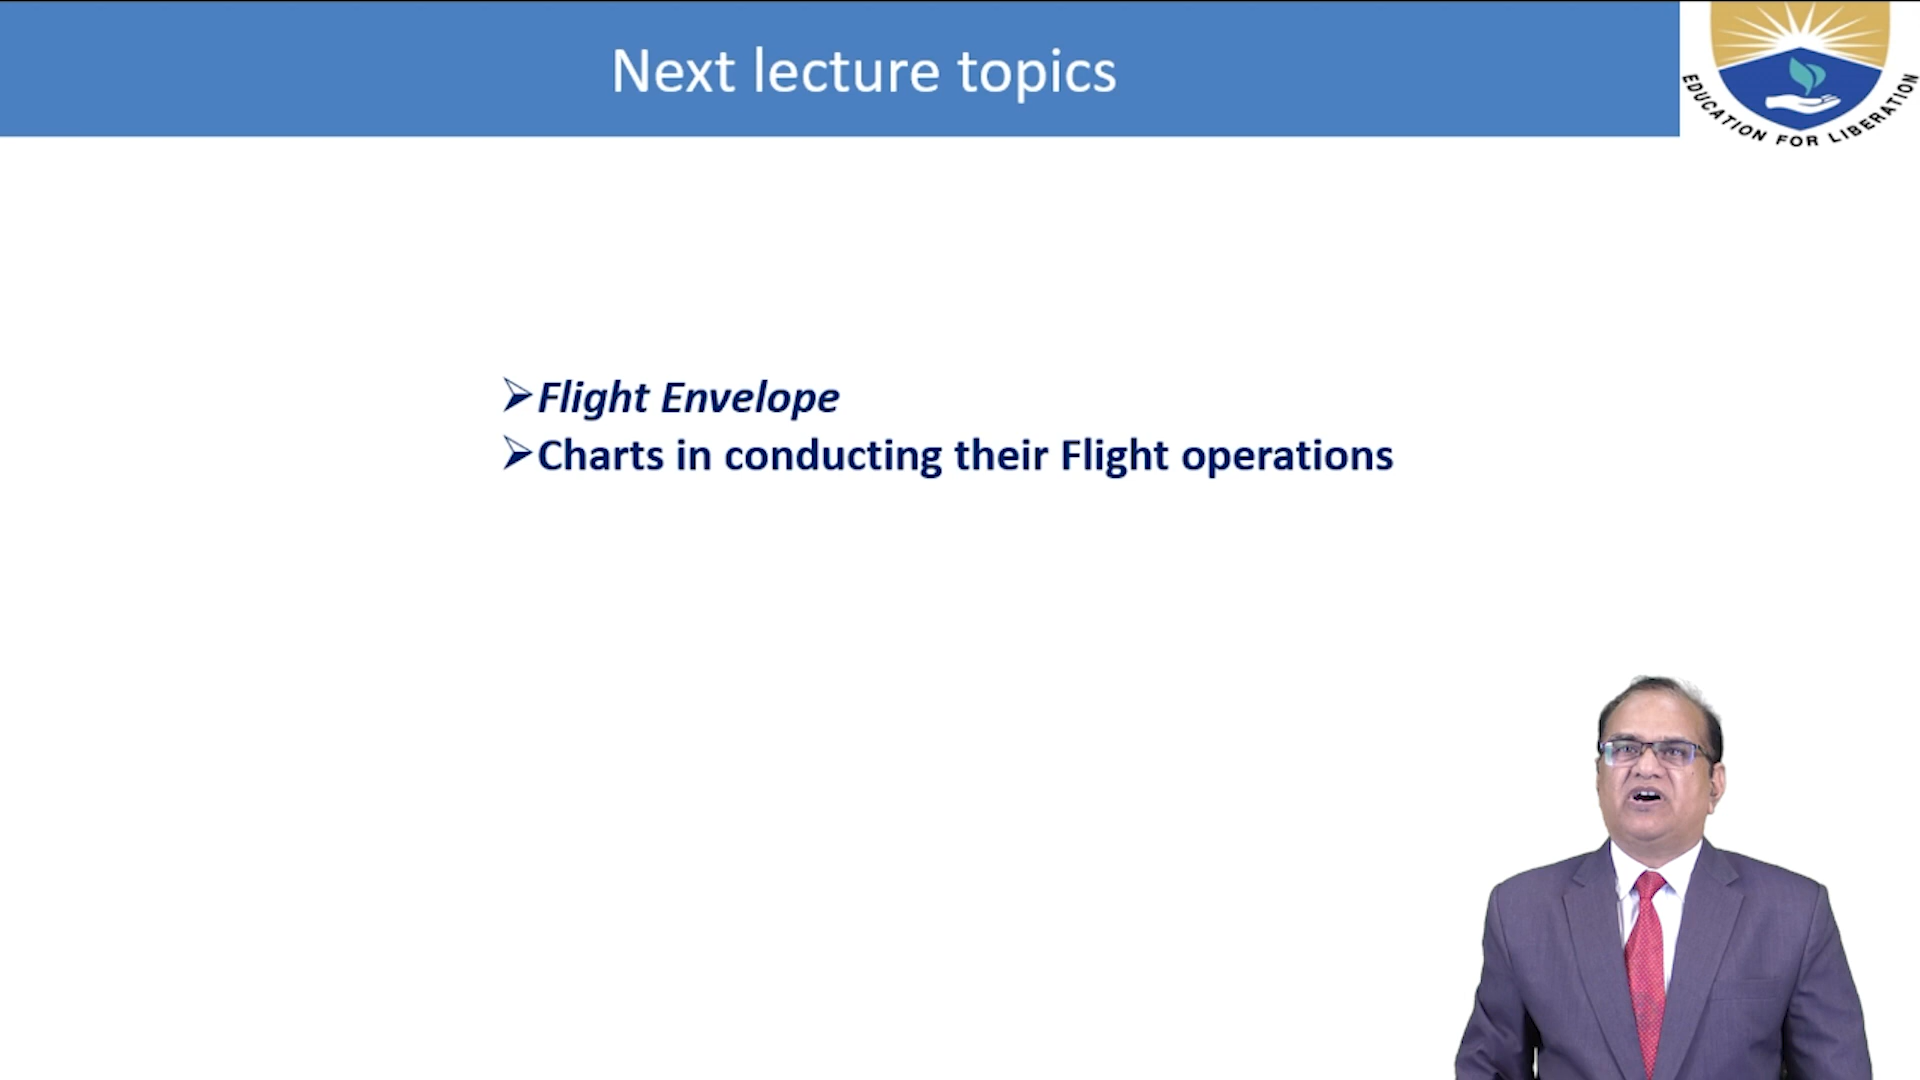 Next lecture topics
EDUCATION FOR LIBERATION
Flight Envelope
Charts in conducting their Flight operations